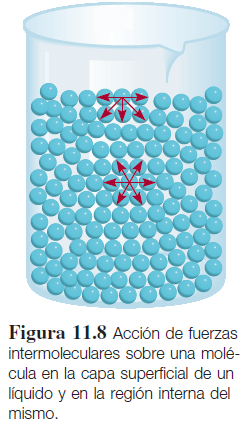 Figura 11.8 Acción de fuerzas
intermoleculares sobre una molé-
cula en la capa superficial de un
líquido y en la región interna del
mismo.